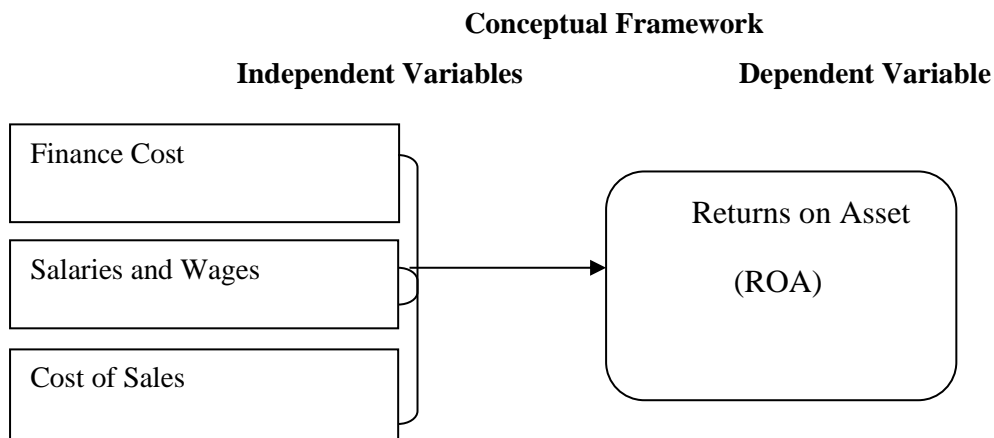 Conceptual Framework
Independent Variables Dependent Variable
Finance Cost
Salaries and Wages
Cost of Sales
Returns on Asset
(ROA)